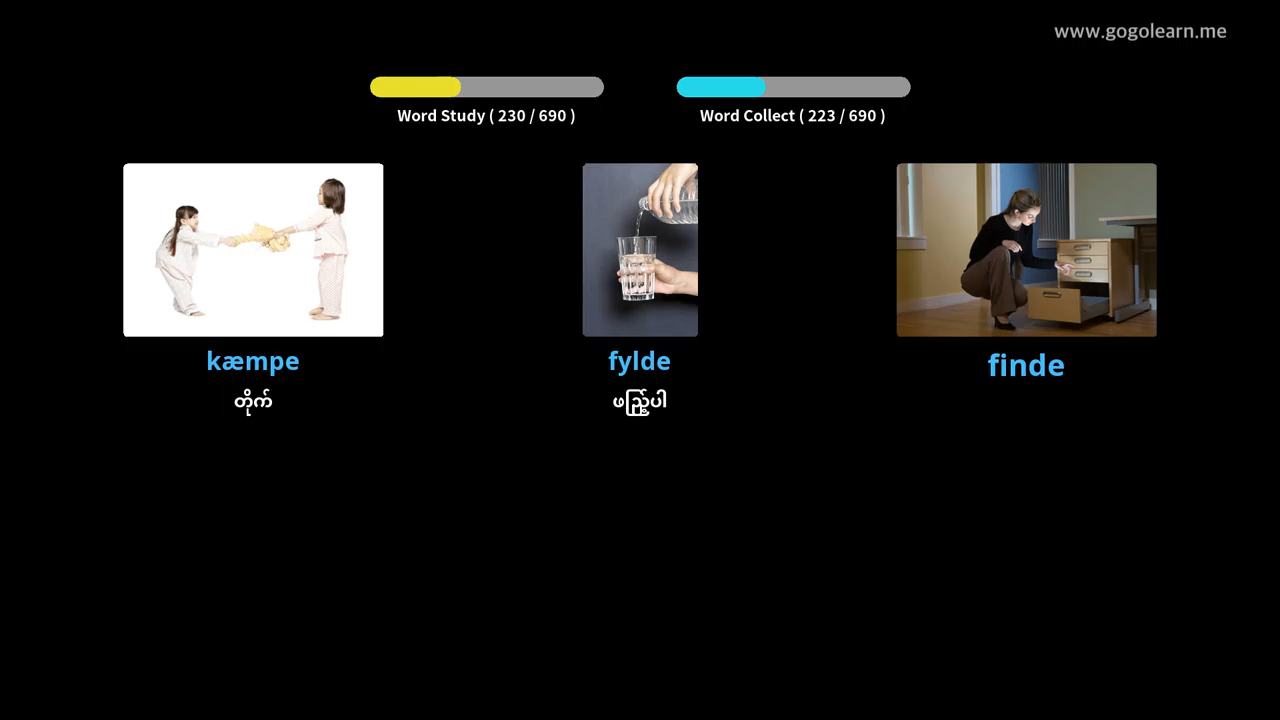 www.gogolearn.me
Word Study ( 230 / 690 )
Word Collect ( 223 / 690 )
kæmpe
တိုက်
fylde
ဖည့်ပါ
finde